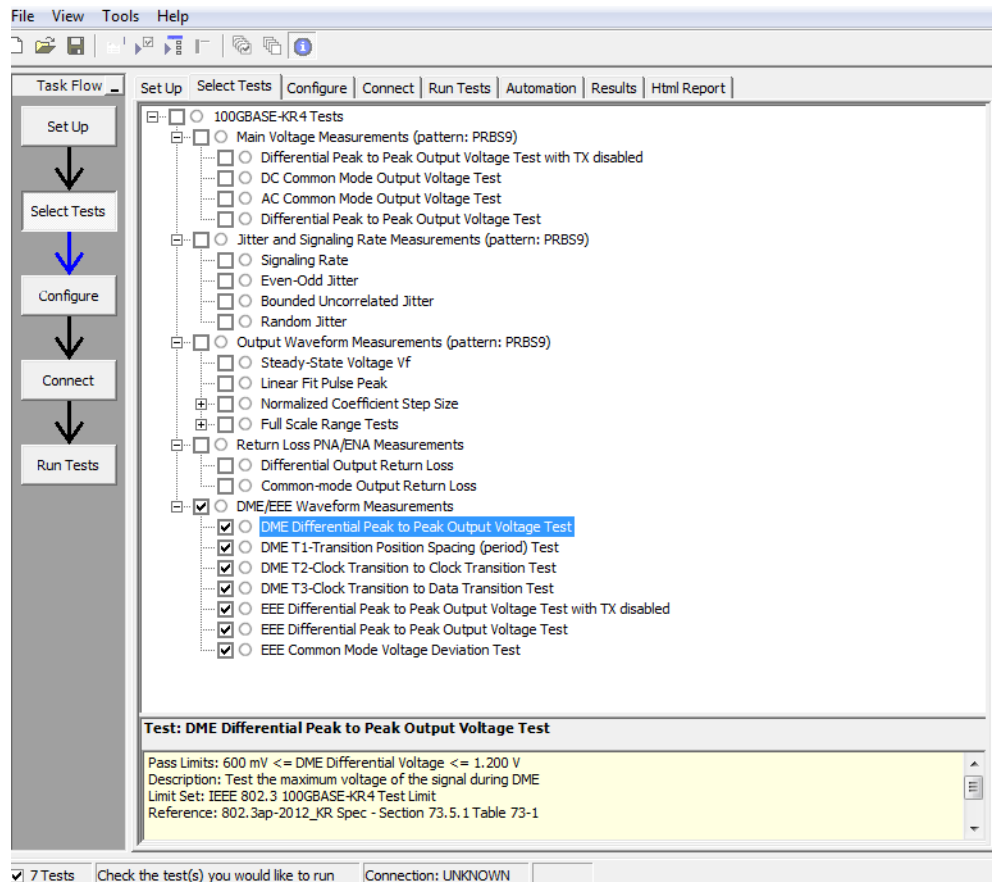 File View Tools Help
Task Flow
Set Up Select Tests Configure Connect Run Tests Automation Results Html Report
Set Up
Select Tests
Configure
Connect
Run Tests
100GBASE-KR4 Tests
Main Voltage Measurements (pattern: PRBS9)
Differential Peak to Peak Output Voltage Test with TX disabled
DC Common Mode Output Voltage Test
AC Common Mode Output Voltage Test
Differential Peak to Peak Output Voltage Test
Jitter and Signaling Rate Measurements (pattern: PRBS9)
Signaling Rate
Even-Odd Jitter
Bounded Uncorrelated Jitter
Random Jitter
Output Waveform Measurements (pattern: PRBS9)
Steady-State Voltage Vf
Linear Fit Pulse Peak
Normalized Coefficient Step Size
Full Scale Range Tests
Return Loss PNA/ENA Measurements
Differential Output Return Loss
Common-mode Output Return Loss
DME/EEE Waveform Measurements
DME Differential Peak to Peak Output Voltage Test
DME T1-Transition Position Spacing (period) Test
DME T2-Clock Transition to Clock Transition Test
DME T3-Clock Transition to Data Transition Test
EEE Differential Peak to Peak Output Voltage Test with TX disabled
EEE Differential Peak to Peak Output Voltage Test
EEE Common Mode Voltage Deviation Test
Test: DME Differential Peak to Peak Output Voltage Test
Pass Limits: 600 mV <= DME Differential Voltage <= 1.200 V
Description: Test the maximum voltage of the signal during DME
Limit Set: IEEE 802.3 100GBASE-KR4 Test Limit
Reference: 802.3ap-2012_KR Spec - Section 73.5.1 Table 73-1
7 Tests Check the test(s) you would like to run Connection: UNKNOWN